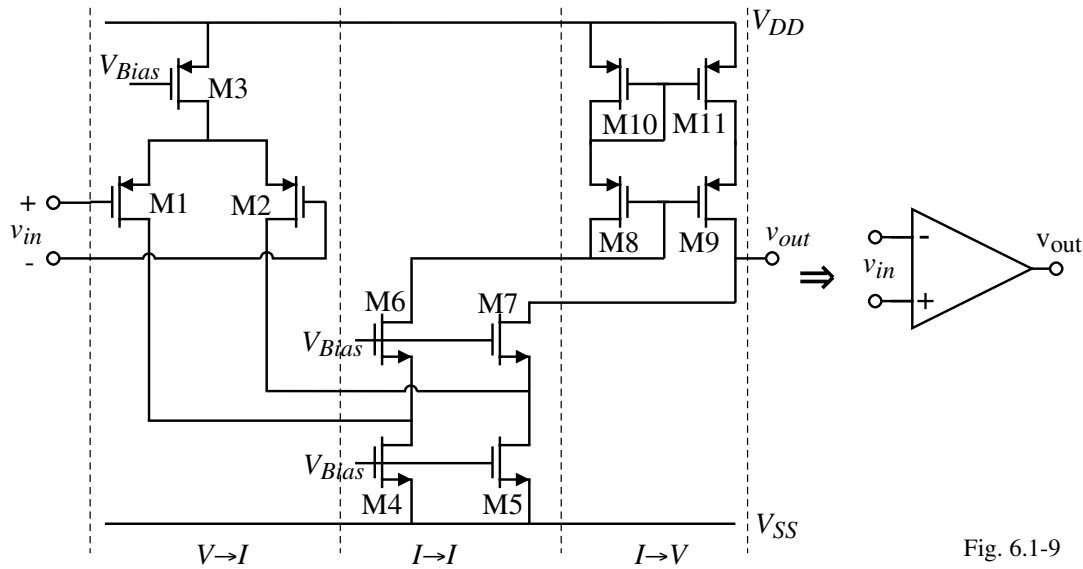 V_DD
V_Bias
M3
M10
M11
+
v_in
-
M1
M2
M8
M9
v_out
⇒
-
v_in
+
v_out
M6
M7
V_Bias
V_Bias
M4
M5
V_SS
V→I
I→I
I→V
Fig. 6.1-9